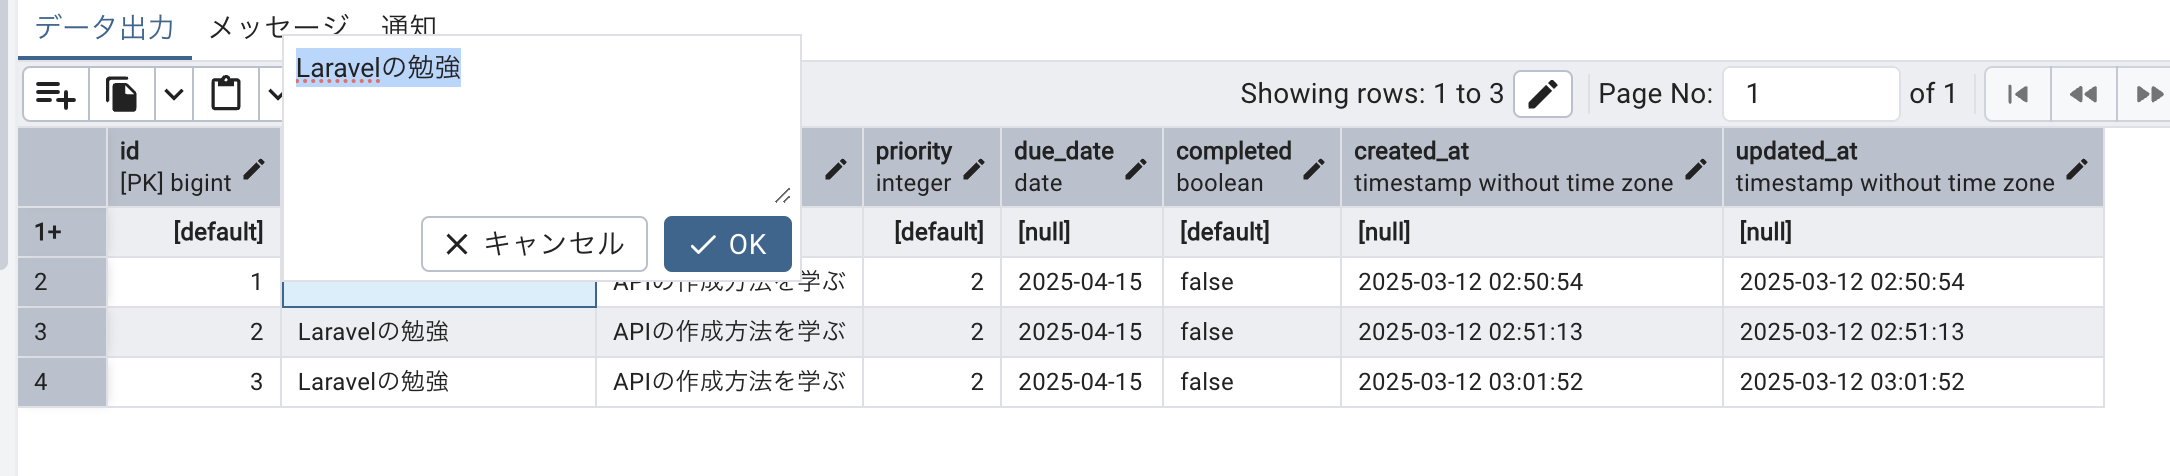 データ出力 メッセージ 通知
Laravelの勉強
Showing rows: 1 to 3 Page No: 1 of 1
id priority due_date completed created_at updated_at
[PK] bigint integer date boolean timestamp without time zone timestamp without time zone
キャンセル OK
1+ [default] [default] [null] [default] [null] [null]
2 1 APIの作成方法を学ぶ 2 2025-04-15 false 2025-03-12 02:50:54 2025-03-12 02:50:54
3 2 Laravelの勉強 APIの作成方法を学ぶ 2 2025-04-15 false 2025-03-12 02:51:13 2025-03-12 02:51:13
4 3 Laravelの勉強 APIの作成方法を学ぶ 2 2025-04-15 false 2025-03-12 03:01:52 2025-03-12 03:01:52